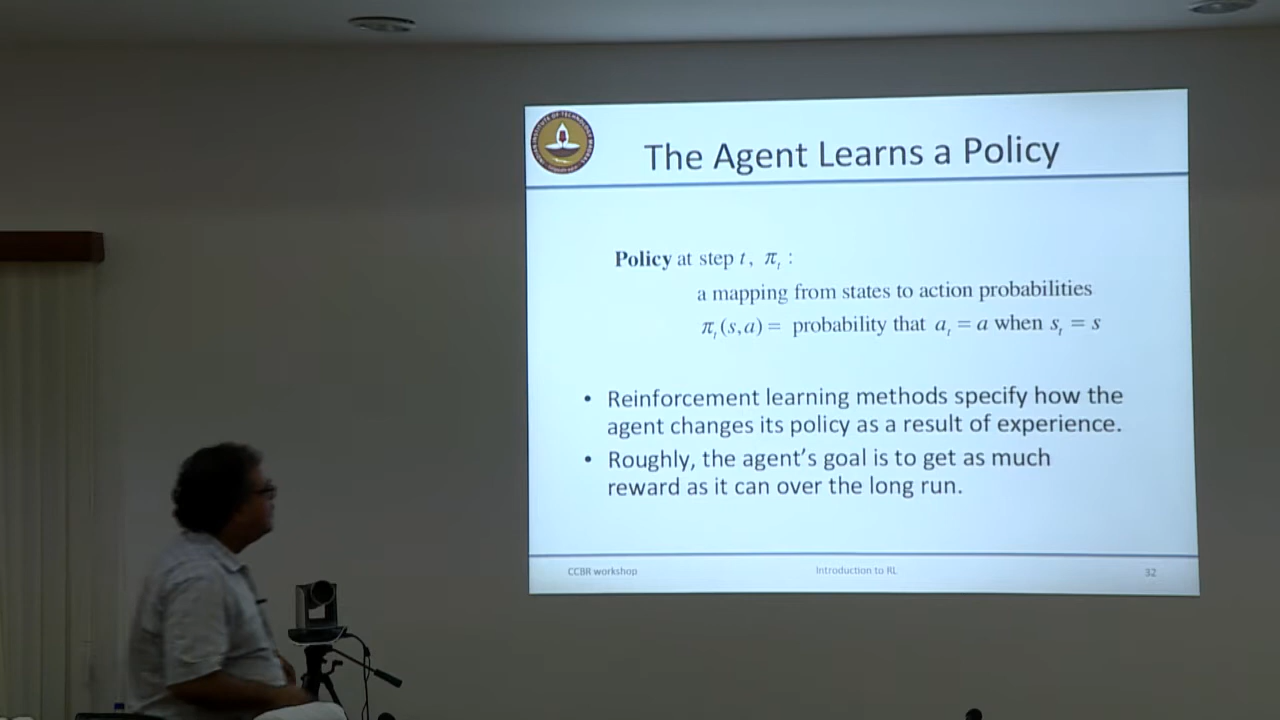 The Agent Learns a Policy
Policy at step t, πₜ :
a mapping from states to action probabilities
πₜ(s,a) = probability that aₜ = a when sₜ = s
• Reinforcement learning methods specify how the
agent changes its policy as a result of experience.
• Roughly, the agent's goal is to get as much
reward as it can over the long run.
CCBR workshop
Introduction to RL
32